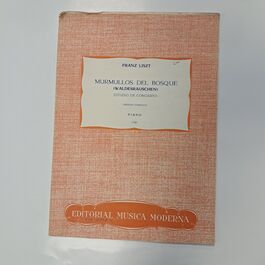 FRANZ LISZT
MURMULLOS DEL BOSQUE
(WALDESRAUSCHEN)
ESTUDIO DE CONCIERTO
PIANO
EDITORIAL MUSICA MODERNA